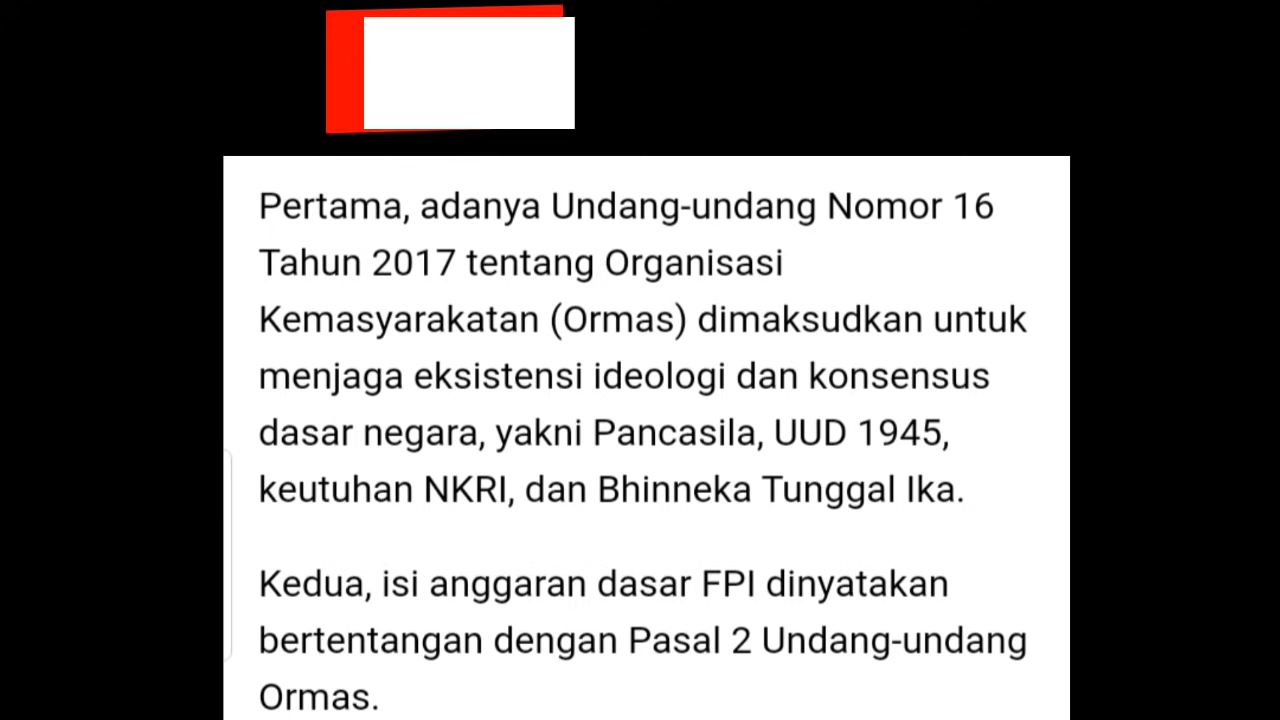 Pertama, adanya Undang-undang Nomor 16
Tahun 2017 tentang Organisasi
Kemasyarakatan (Ormas) dimaksudkan untuk
menjaga eksistensi ideologi dan konsensus
dasar negara, yakni Pancasila, UUD 1945,
keutuhan NKRI, dan Bhinneka Tunggal Ika.
Kedua, isi anggaran dasar FPI dinyatakan
bertentangan dengan Pasal 2 Undang-undang
Ormas.